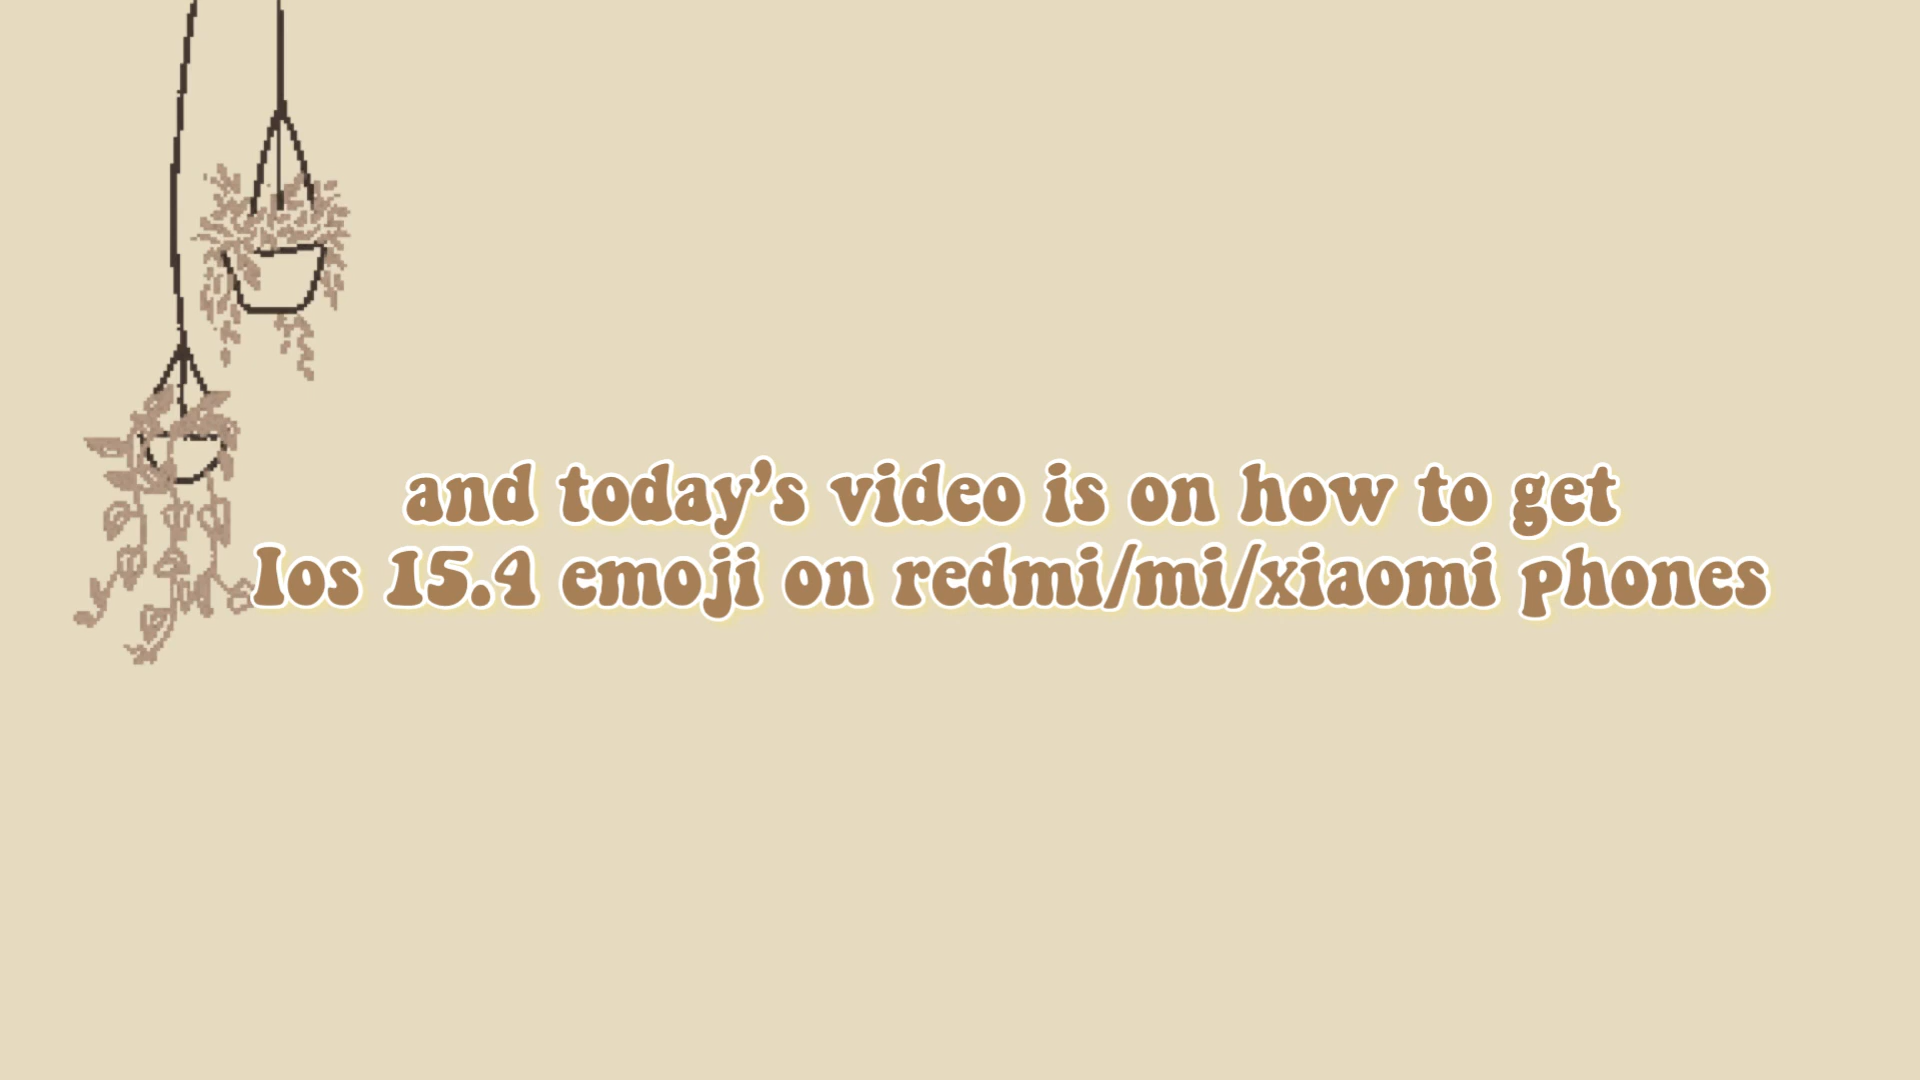 and today's video is on how to get
Ios 15.4 emoji on redmi/mi/xiaomi phones